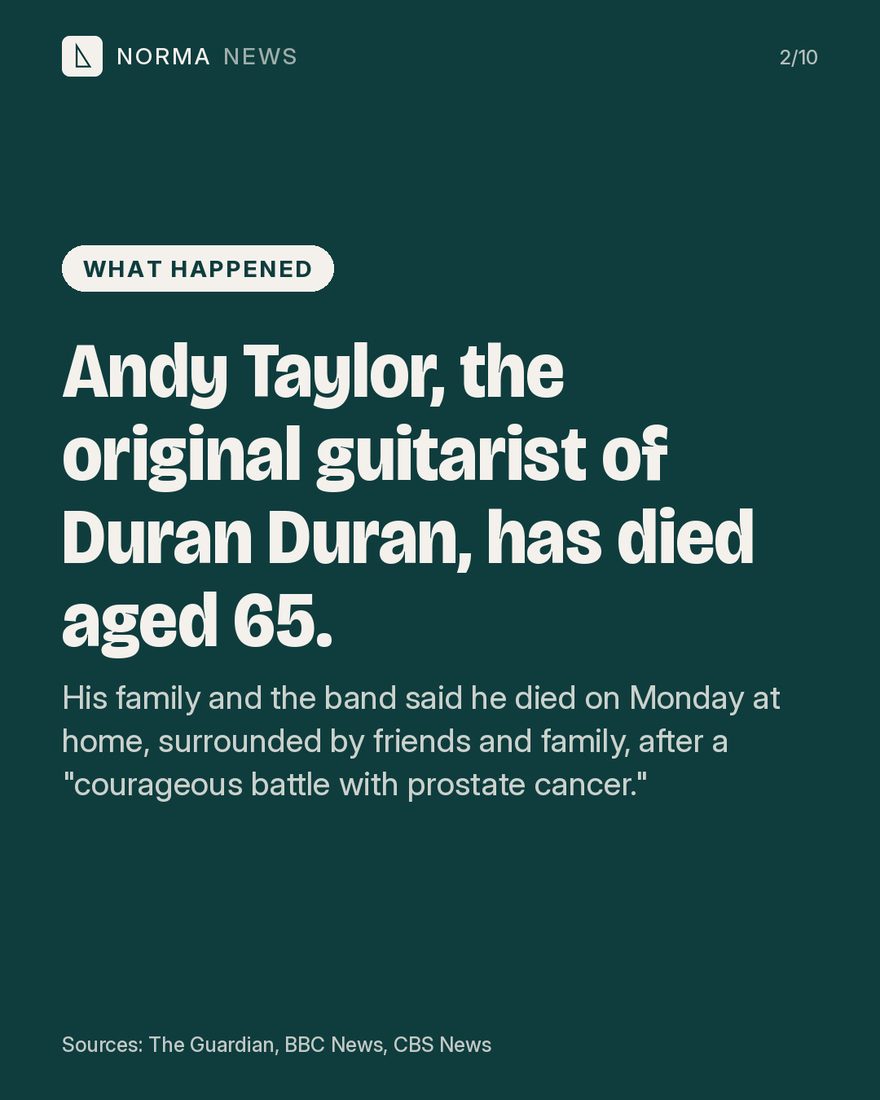 NORMA NEWS
2/10
WHAT HAPPENED
Andy Taylor, the
original guitarist of
Duran Duran, has died
aged 65.
His family and the band said he died on Monday at
home, surrounded by friends and family, after a
"courageous battle with prostate cancer."
Sources: The Guardian, BBC News, CBS News